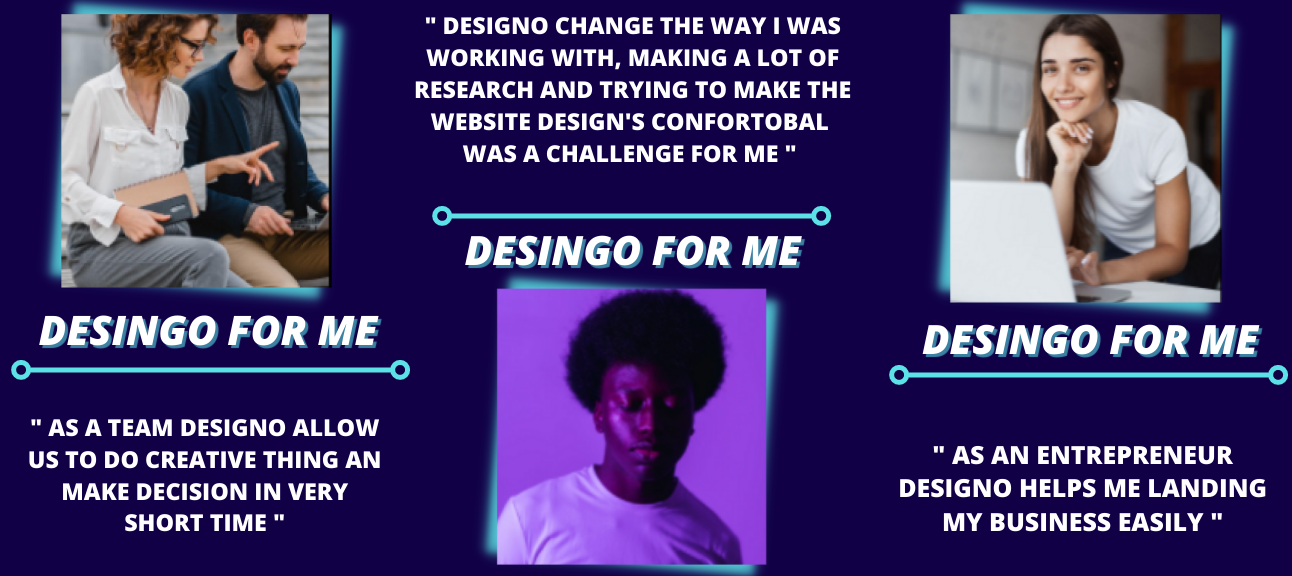 DESINGO FOR ME
" AS A TEAM DESIGNO ALLOW
US TO DO CREATIVE THING AN
MAKE DECISION IN VERY
SHORT TIME "
" DESIGNO CHANGE THE WAY I WAS
WORKING WITH, MAKING A LOT OF
RESEARCH AND TRYING TO MAKE THE
WEBSITE DESIGN'S CONFORTOBAL
WAS A CHALLENGE FOR ME "
DESINGO FOR ME
DESINGO FOR ME
" AS AN ENTREPRENEUR
DESIGNO HELPS ME LANDING
MY BUSINESS EASILY "